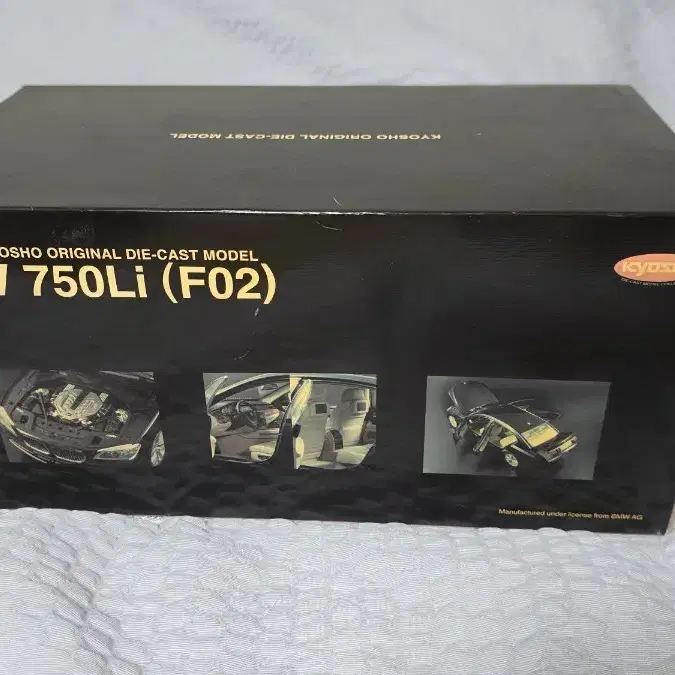 KYOSHO ORIGINAL DIE-CAST MODEL
OSHO ORIGINAL DIE-CAST MODEL
750Li (F02)
KYOSHO
Manufactured under license from BMW AG